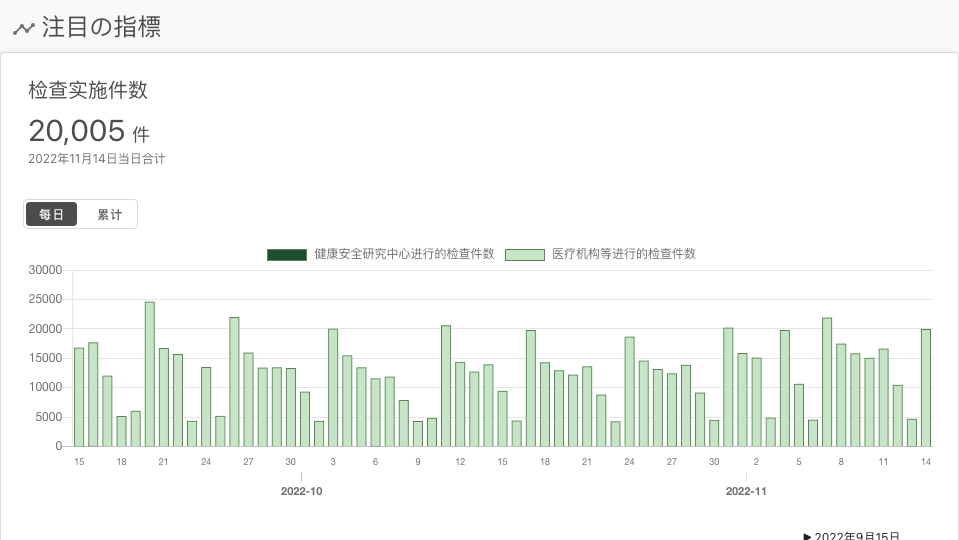 注目の指標
检查实施件数
20,005 件
2022年11月14日当日合计
每日 累计
健康安全研究中心进行的检查件数 医疗机构等进行的检查件数
30000
25000
20000
15000
10000
5000
0
15 18 21 24 27 30 3 6 9 12 15 18 21 24 27 30 2 5 8 11 14
2022-10 2022-11
▶ 2022年9月15日